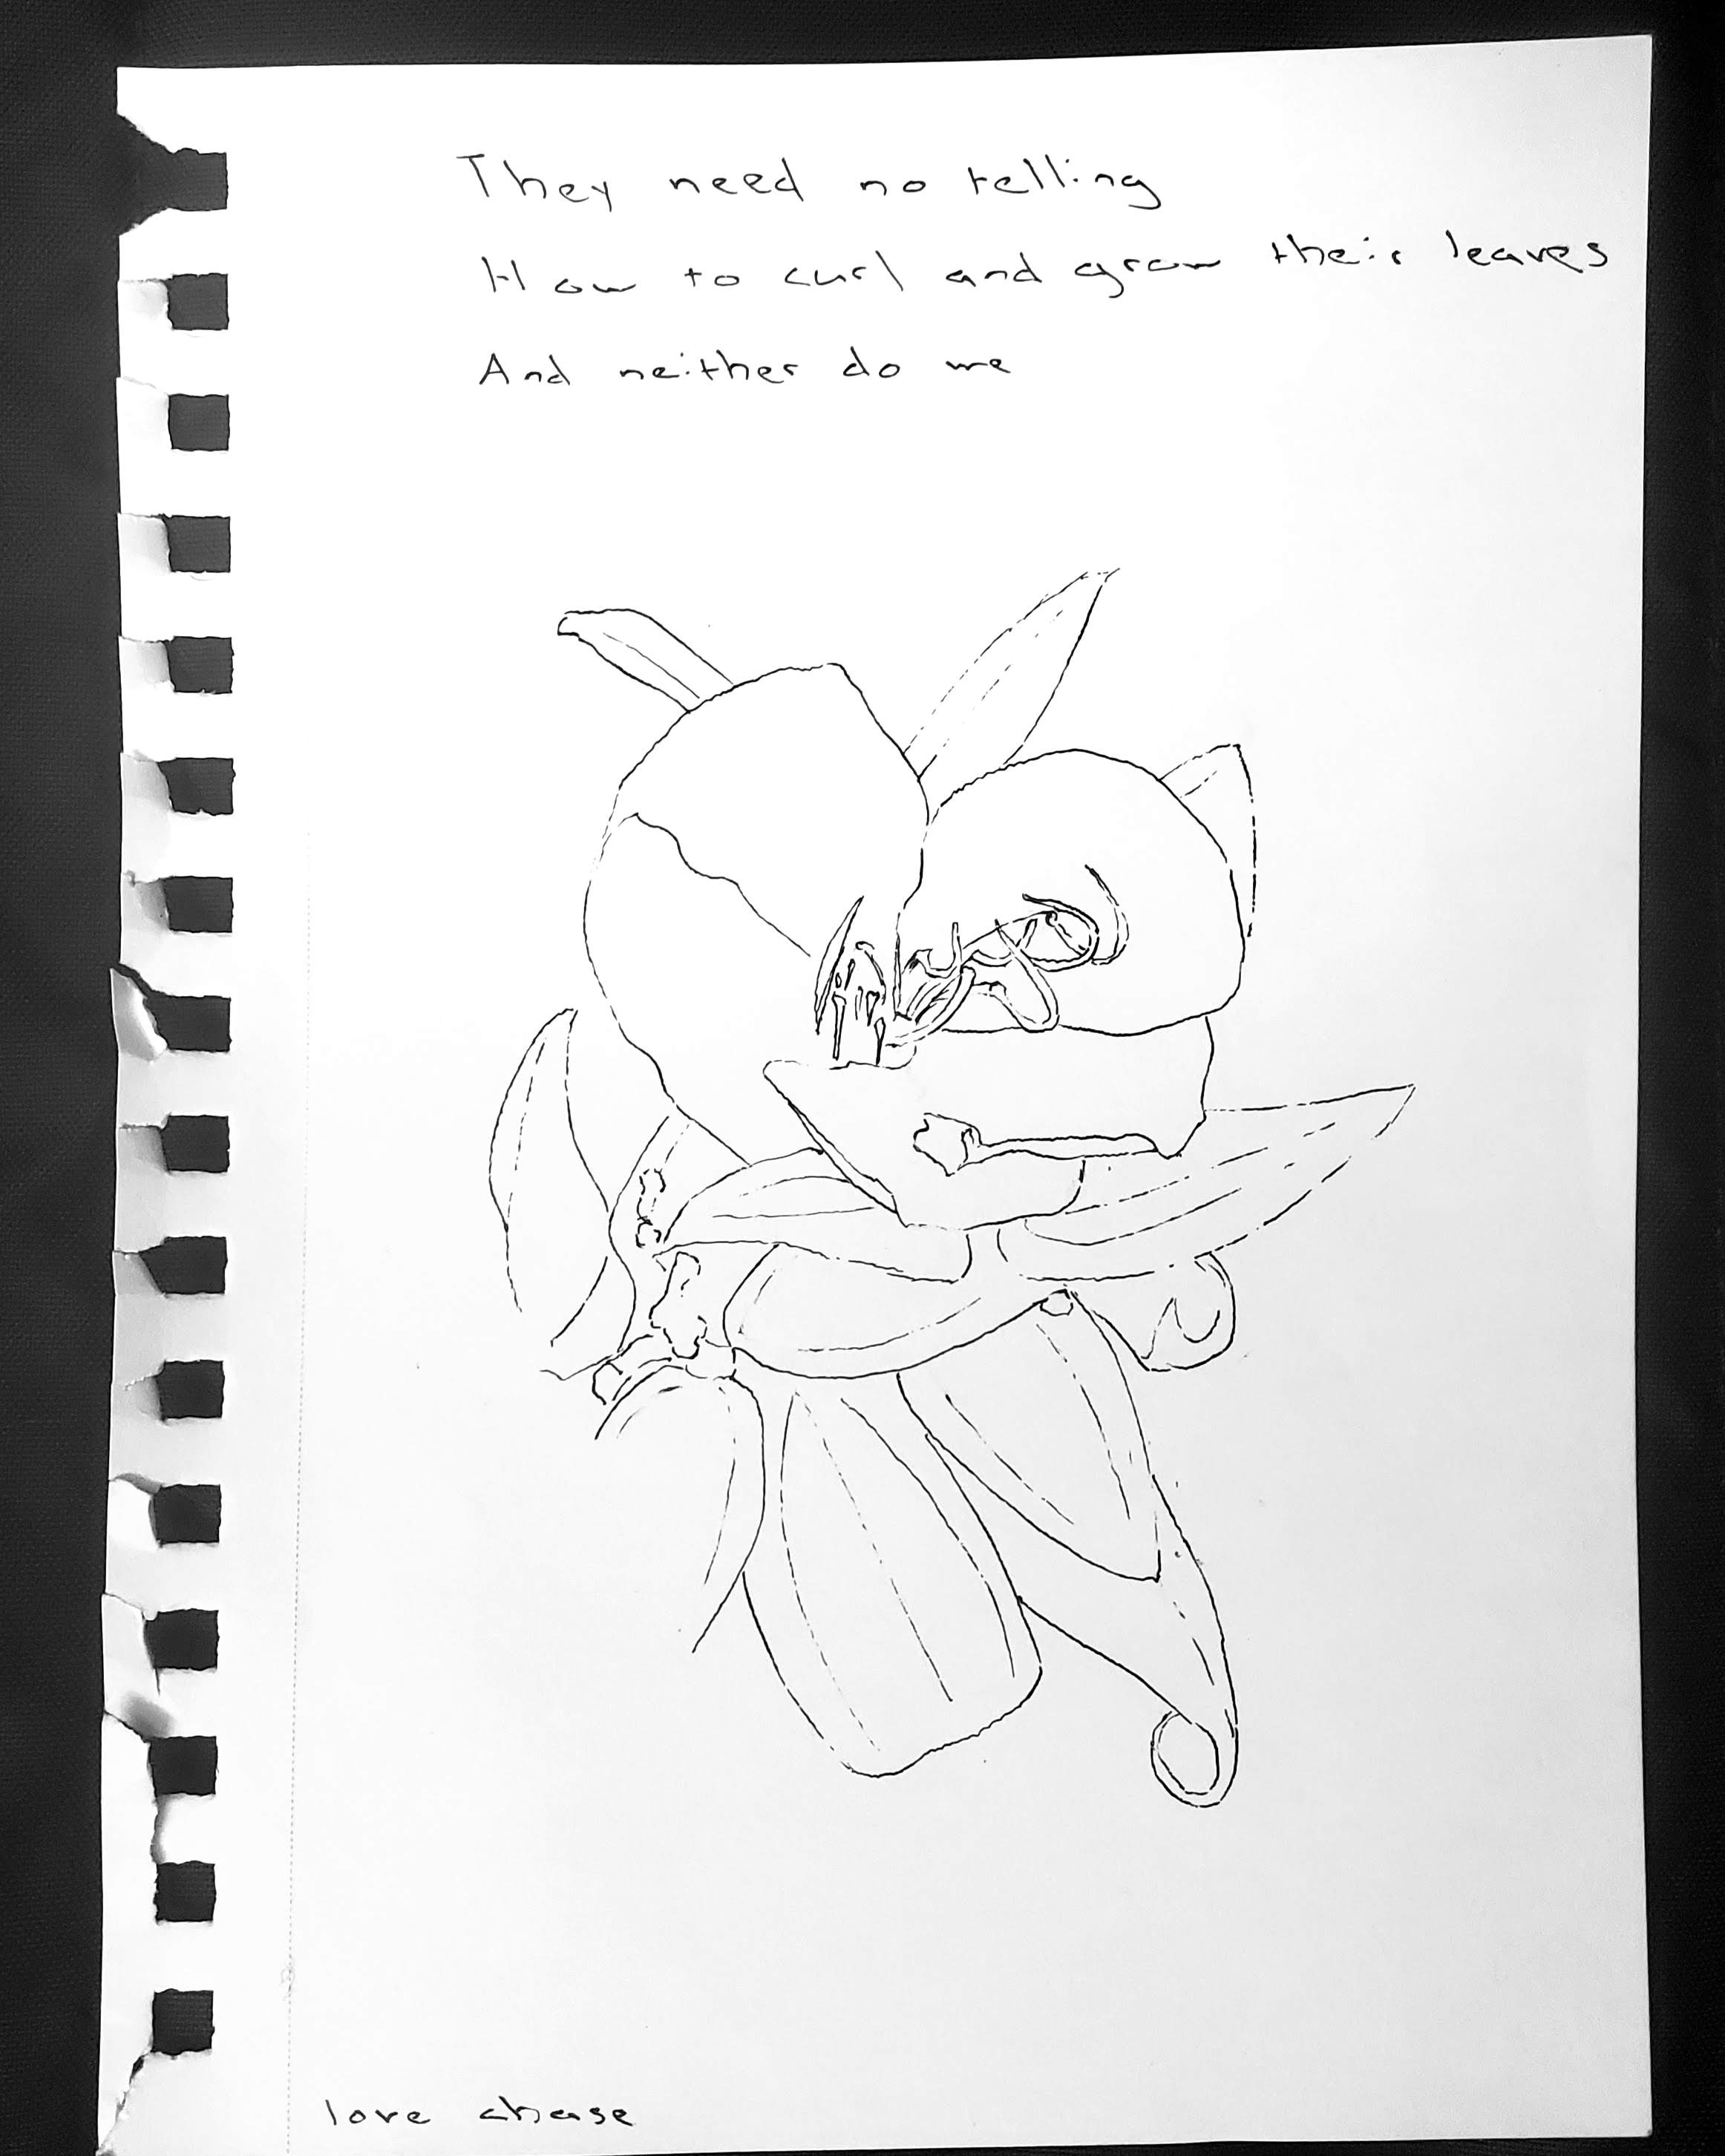 They need no telling
How to curl and grow their leaves
And neither do we
love chase